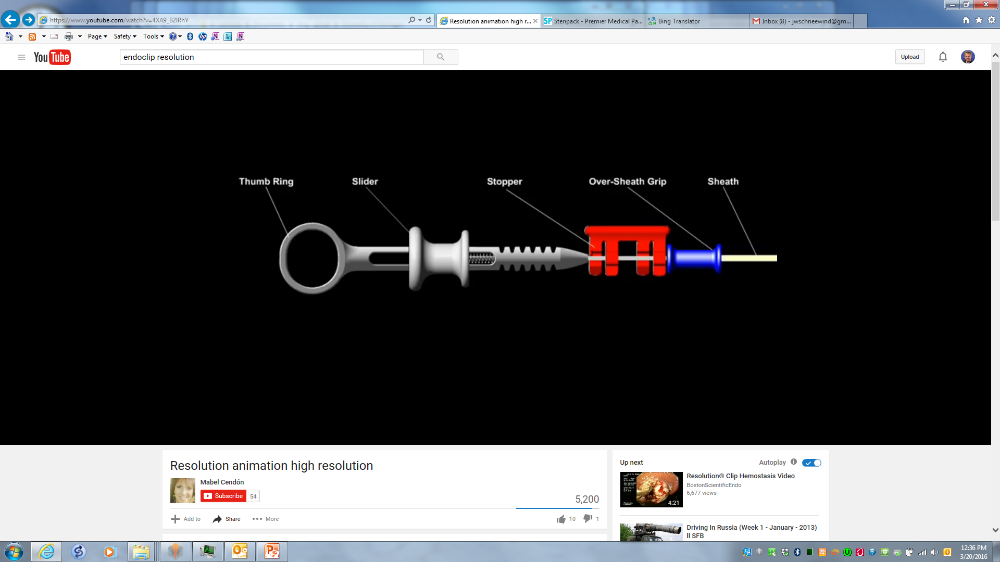 https://www.youtube.com/watch?v=4XA9_B2IRhY
Resolution animation high r...
Steripack - Premier Medical Pa...
Bing Translator
Inbox (8) - jwschneewind@gm...
Page
Safety
Tools
YouTube
endoclip resolution
Upload
Thumb Ring
Slider
Stopper
Over-Sheath Grip
Sheath
Resolution animation high resolution
Mabel Cendón
Subscribe 54
5,200
Add to
Share
More
10
1
Up next
Autoplay
Resolution® Clip Hemostasis Video
BostonScientificEndo
6,677 views
4:21
Driving In Russia (Week 1 - January - 2013)
ll SFB
12:36 PM
3/20/2016